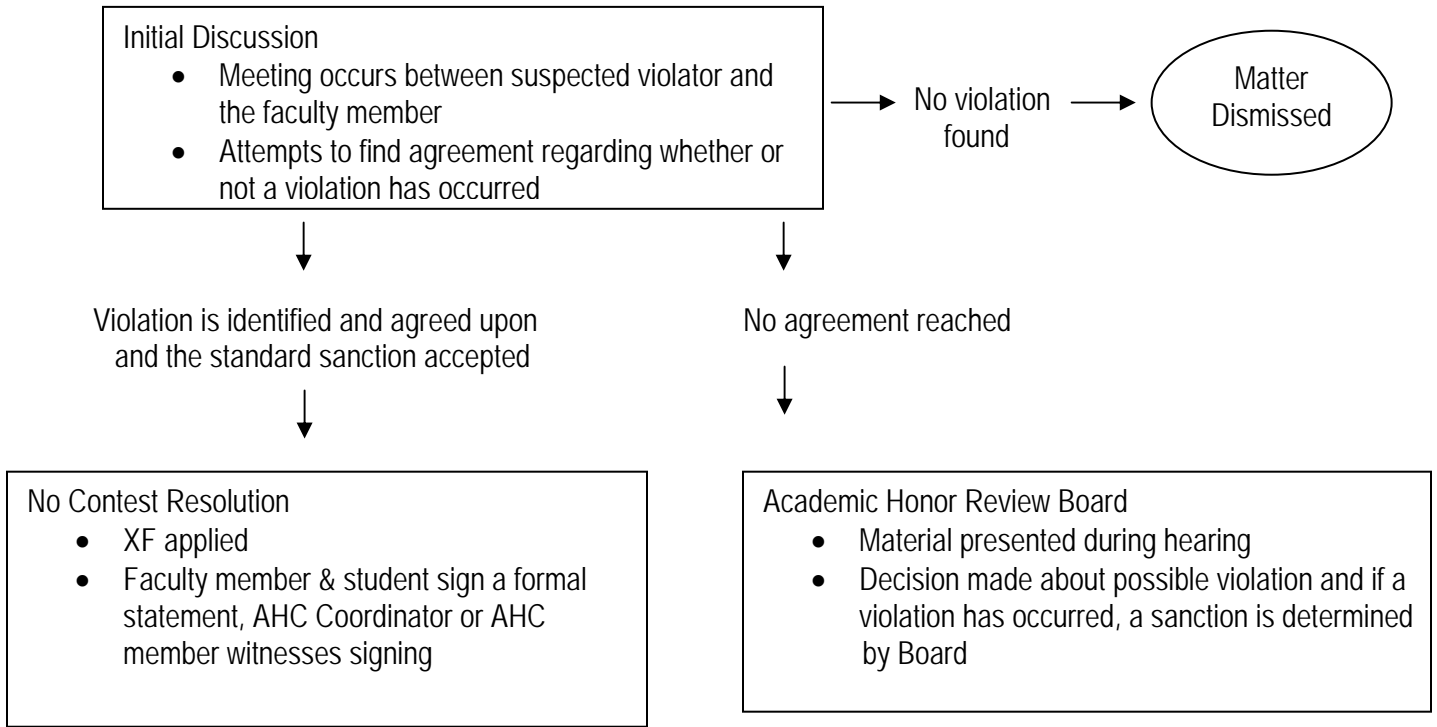 Initial Discussion
• Meeting occurs between suspected violator and
the faculty member
• Attempts to find agreement regarding whether or
not a violation has occurred
No violation
found
Matter
Dismissed
Violation is identified and agreed upon
and the standard sanction accepted
No agreement reached
No Contest Resolution
• XF applied
• Faculty member & student sign a formal
statement, AHC Coordinator or AHC
member witnesses signing
Academic Honor Review Board
• Material presented during hearing
• Decision made about possible violation and if a
violation has occurred, a sanction is determined
by Board